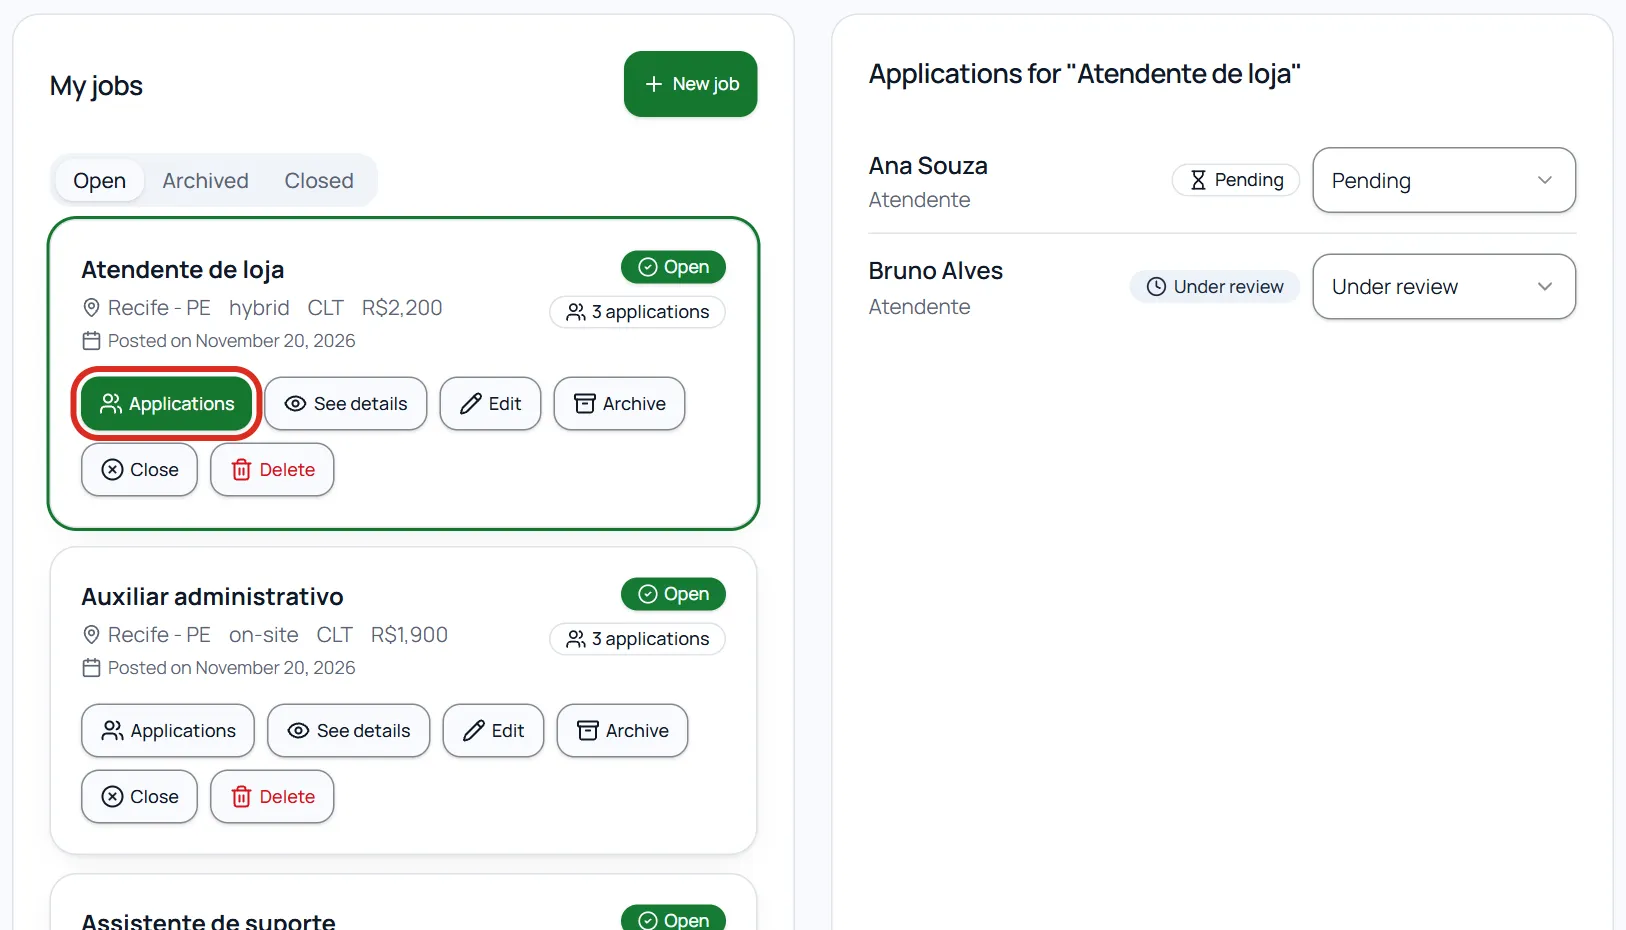 My jobs
New job
Open
Archived
Closed
Atendente de loja
Open
Recife - PE hybrid CLT R$2,200
3 applications
Posted on November 20, 2026
Applications
See details
Edit
Archive
Close
Delete
Auxiliar administrativo
Open
Recife - PE on-site CLT R$1,900
3 applications
Posted on November 20, 2026
Applications
See details
Edit
Archive
Close
Delete
Assistente de suporte
Open
Applications for "Atendente de loja"
Ana Souza
Atendente
Pending
Pending
Bruno Alves
Atendente
Under review
Under review